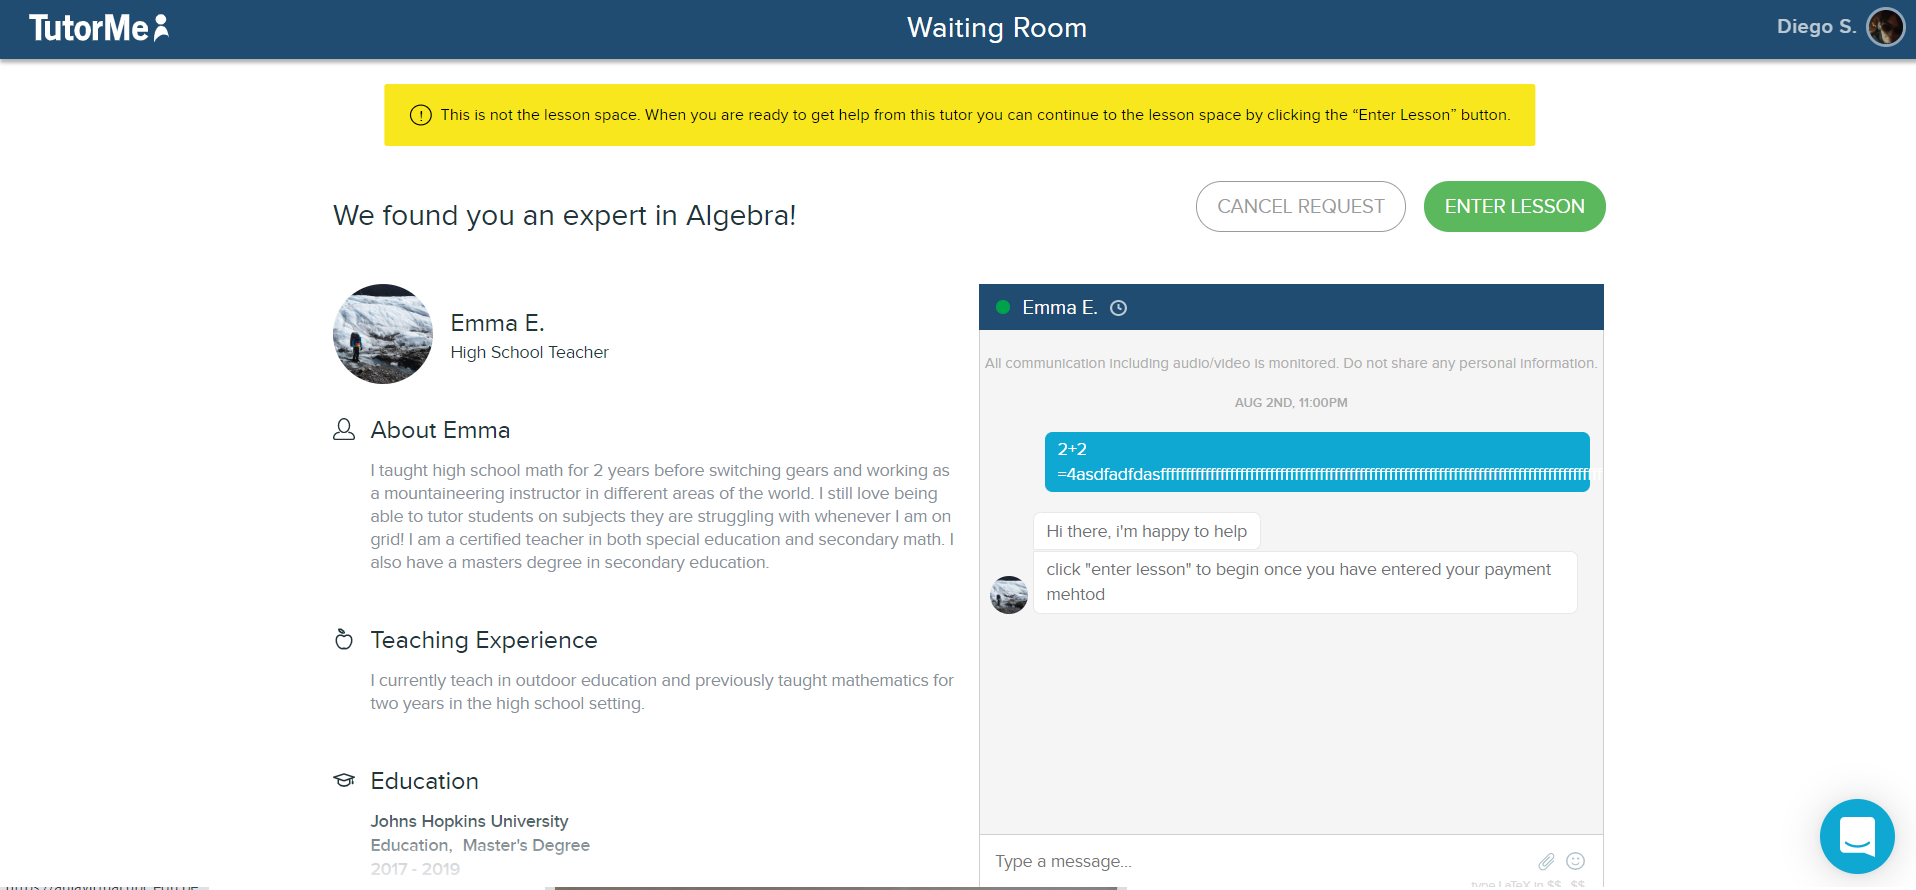 TutorMe
Waiting Room
Diego S.
This is not the lesson space. When you are ready to get help from this tutor you can continue to the lesson space by clicking the “Enter Lesson” button.
We found you an expert in Algebra!
CANCEL REQUEST
ENTER LESSON
Emma E.
High School Teacher
About Emma
I taught high school math for 2 years before switching gears and working as
a mountaineering instructor in different areas of the world. I still love being
able to tutor students on subjects they are struggling with whenever I am on
grid! I am a certified teacher in both special education and secondary math. I
also have a masters degree in secondary education.
Teaching Experience
I currently teach in outdoor education and previously taught mathematics for
two years in the high school setting.
Education
Johns Hopkins University
Education, Master's Degree
2017 - 2019
Emma E.
All communication including audio/video is monitored. Do not share any personal information.
AUG 2ND, 11:00PM
2+2
Hi there, i'm happy to help
click "enter lesson" to begin once you have entered your payment
mehtod
Type a message...
type LaTeX in $$...$$